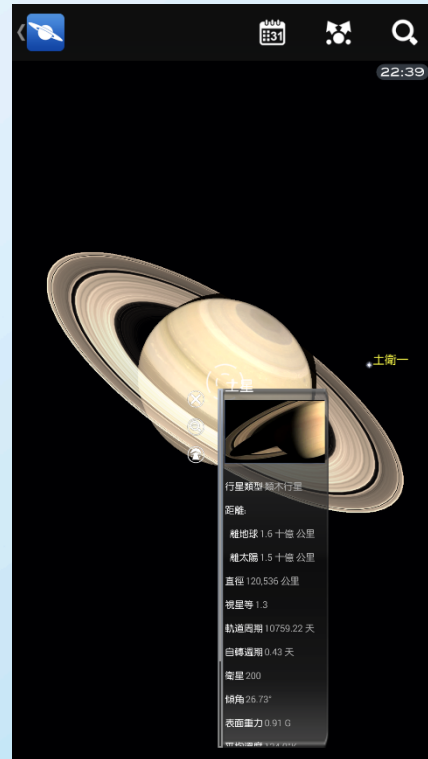 31
22:39
土衛一
土星
行星類型 類木行星
距離:
離地球 1.6 十億 公里
離太陽 1.5 十億 公里
直徑 120,536 公里
視星等 1.3
軌道周期 10759.22 天
自轉週期 0.43 天
衛星 200
傾角 26.73°
表面重力 0.91 G